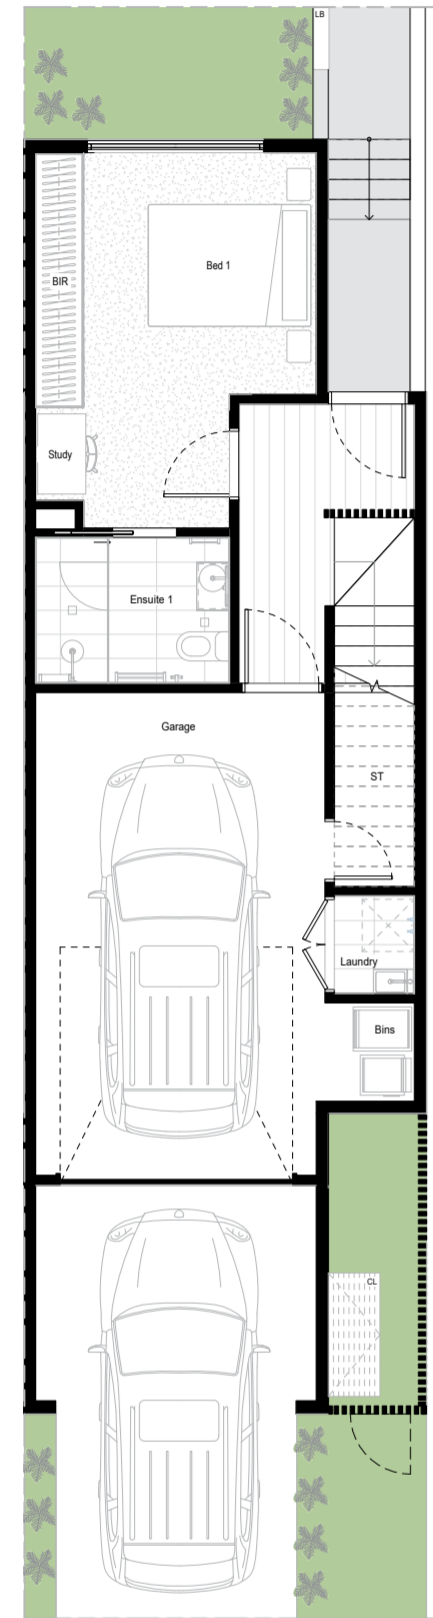 LB
Bed 1
BIR
Study
Ensuite 1
Garage
ST
Laundry
Bins
CL